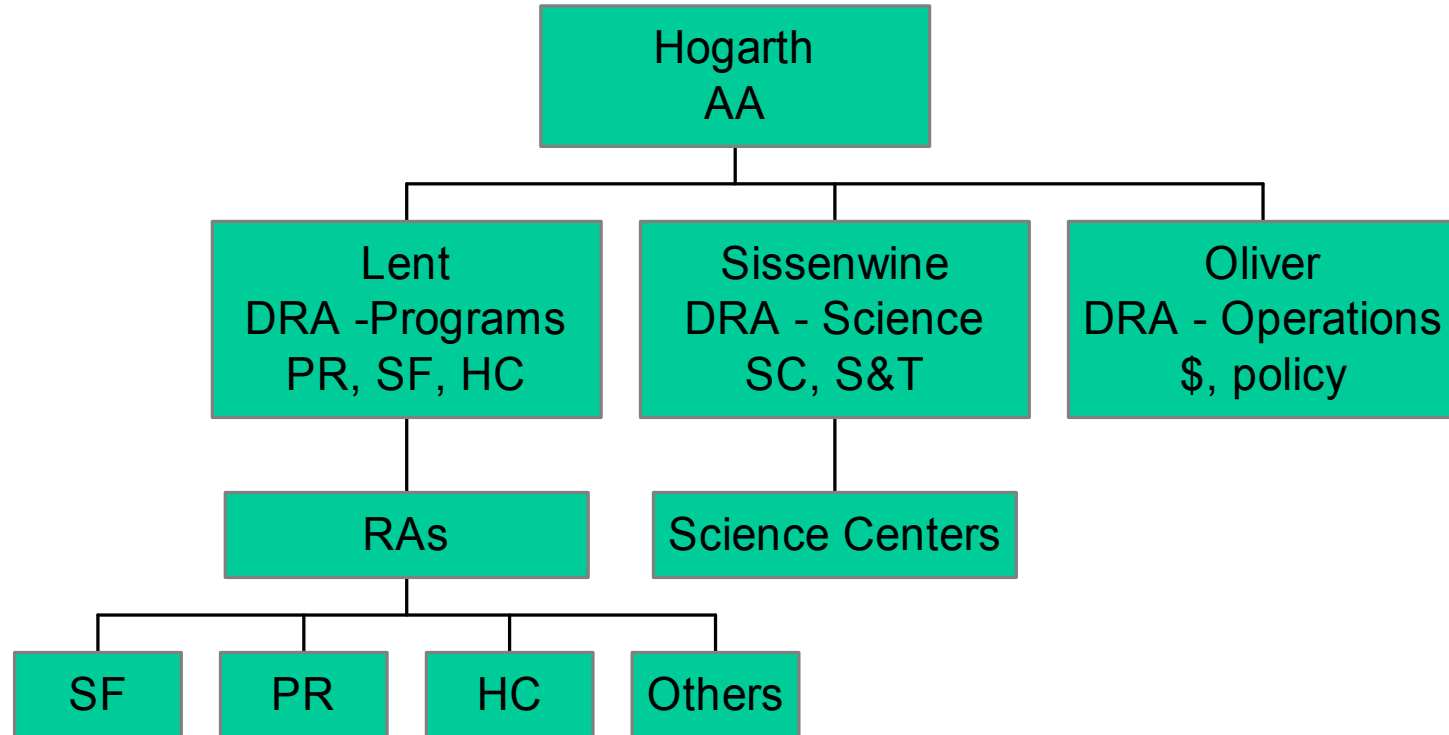 Hogarth
AA
Lent
DRA -Programs
PR, SF, HC
Sissenwine
DRA - Science
SC, S&T
Oliver
DRA - Operations
$, policy
RAs
Science Centers
SF
PR
HC
Others